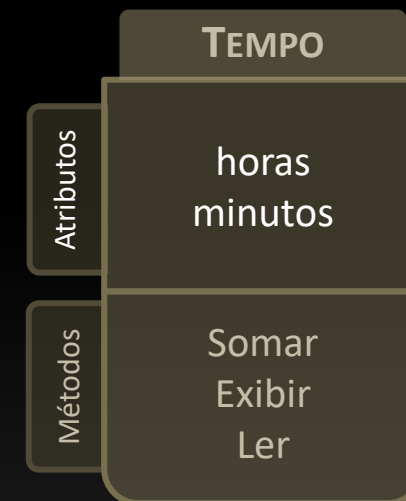 TEMPO
Atributos
horas
minutos
Métodos
Somar
Exibir
Ler